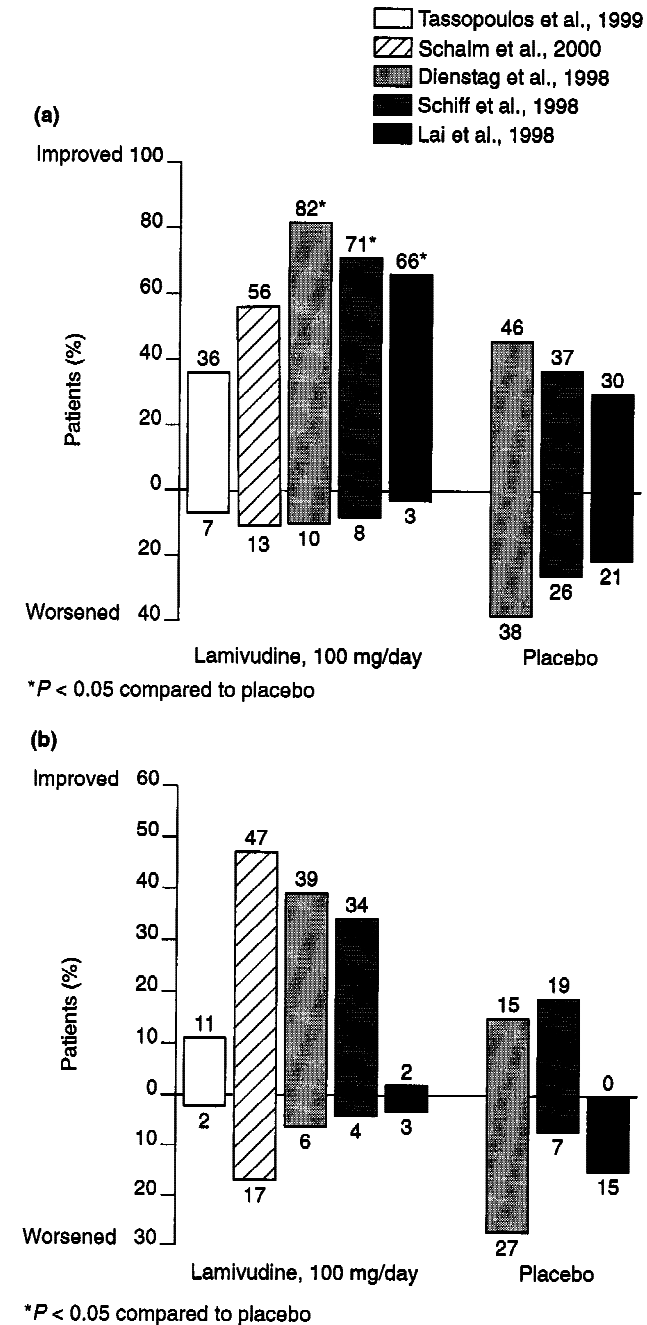 Tassopoulos et al., 1999
Schalm et al., 2000
Dienstag et al., 1998
Schiff et al., 1998
Lai et al., 1998
(a)
Improved 100
80
60
40
20
0
20
Worsened 40
Patients (%)
36
56
82*
71*
66*
46
37
30
7
13
10
8
3
38
26
21
Lamivudine, 100 mg/day
Placebo
*P < 0.05 compared to placebo
(b)
Improved 60
50
40
30
20
10
0
10
20
Worsened 30
Patients (%)
11
47
39
34
2
15
19
0
2
17
6
4
3
27
7
15
Lamivudine, 100 mg/day
Placebo
*P < 0.05 compared to placebo